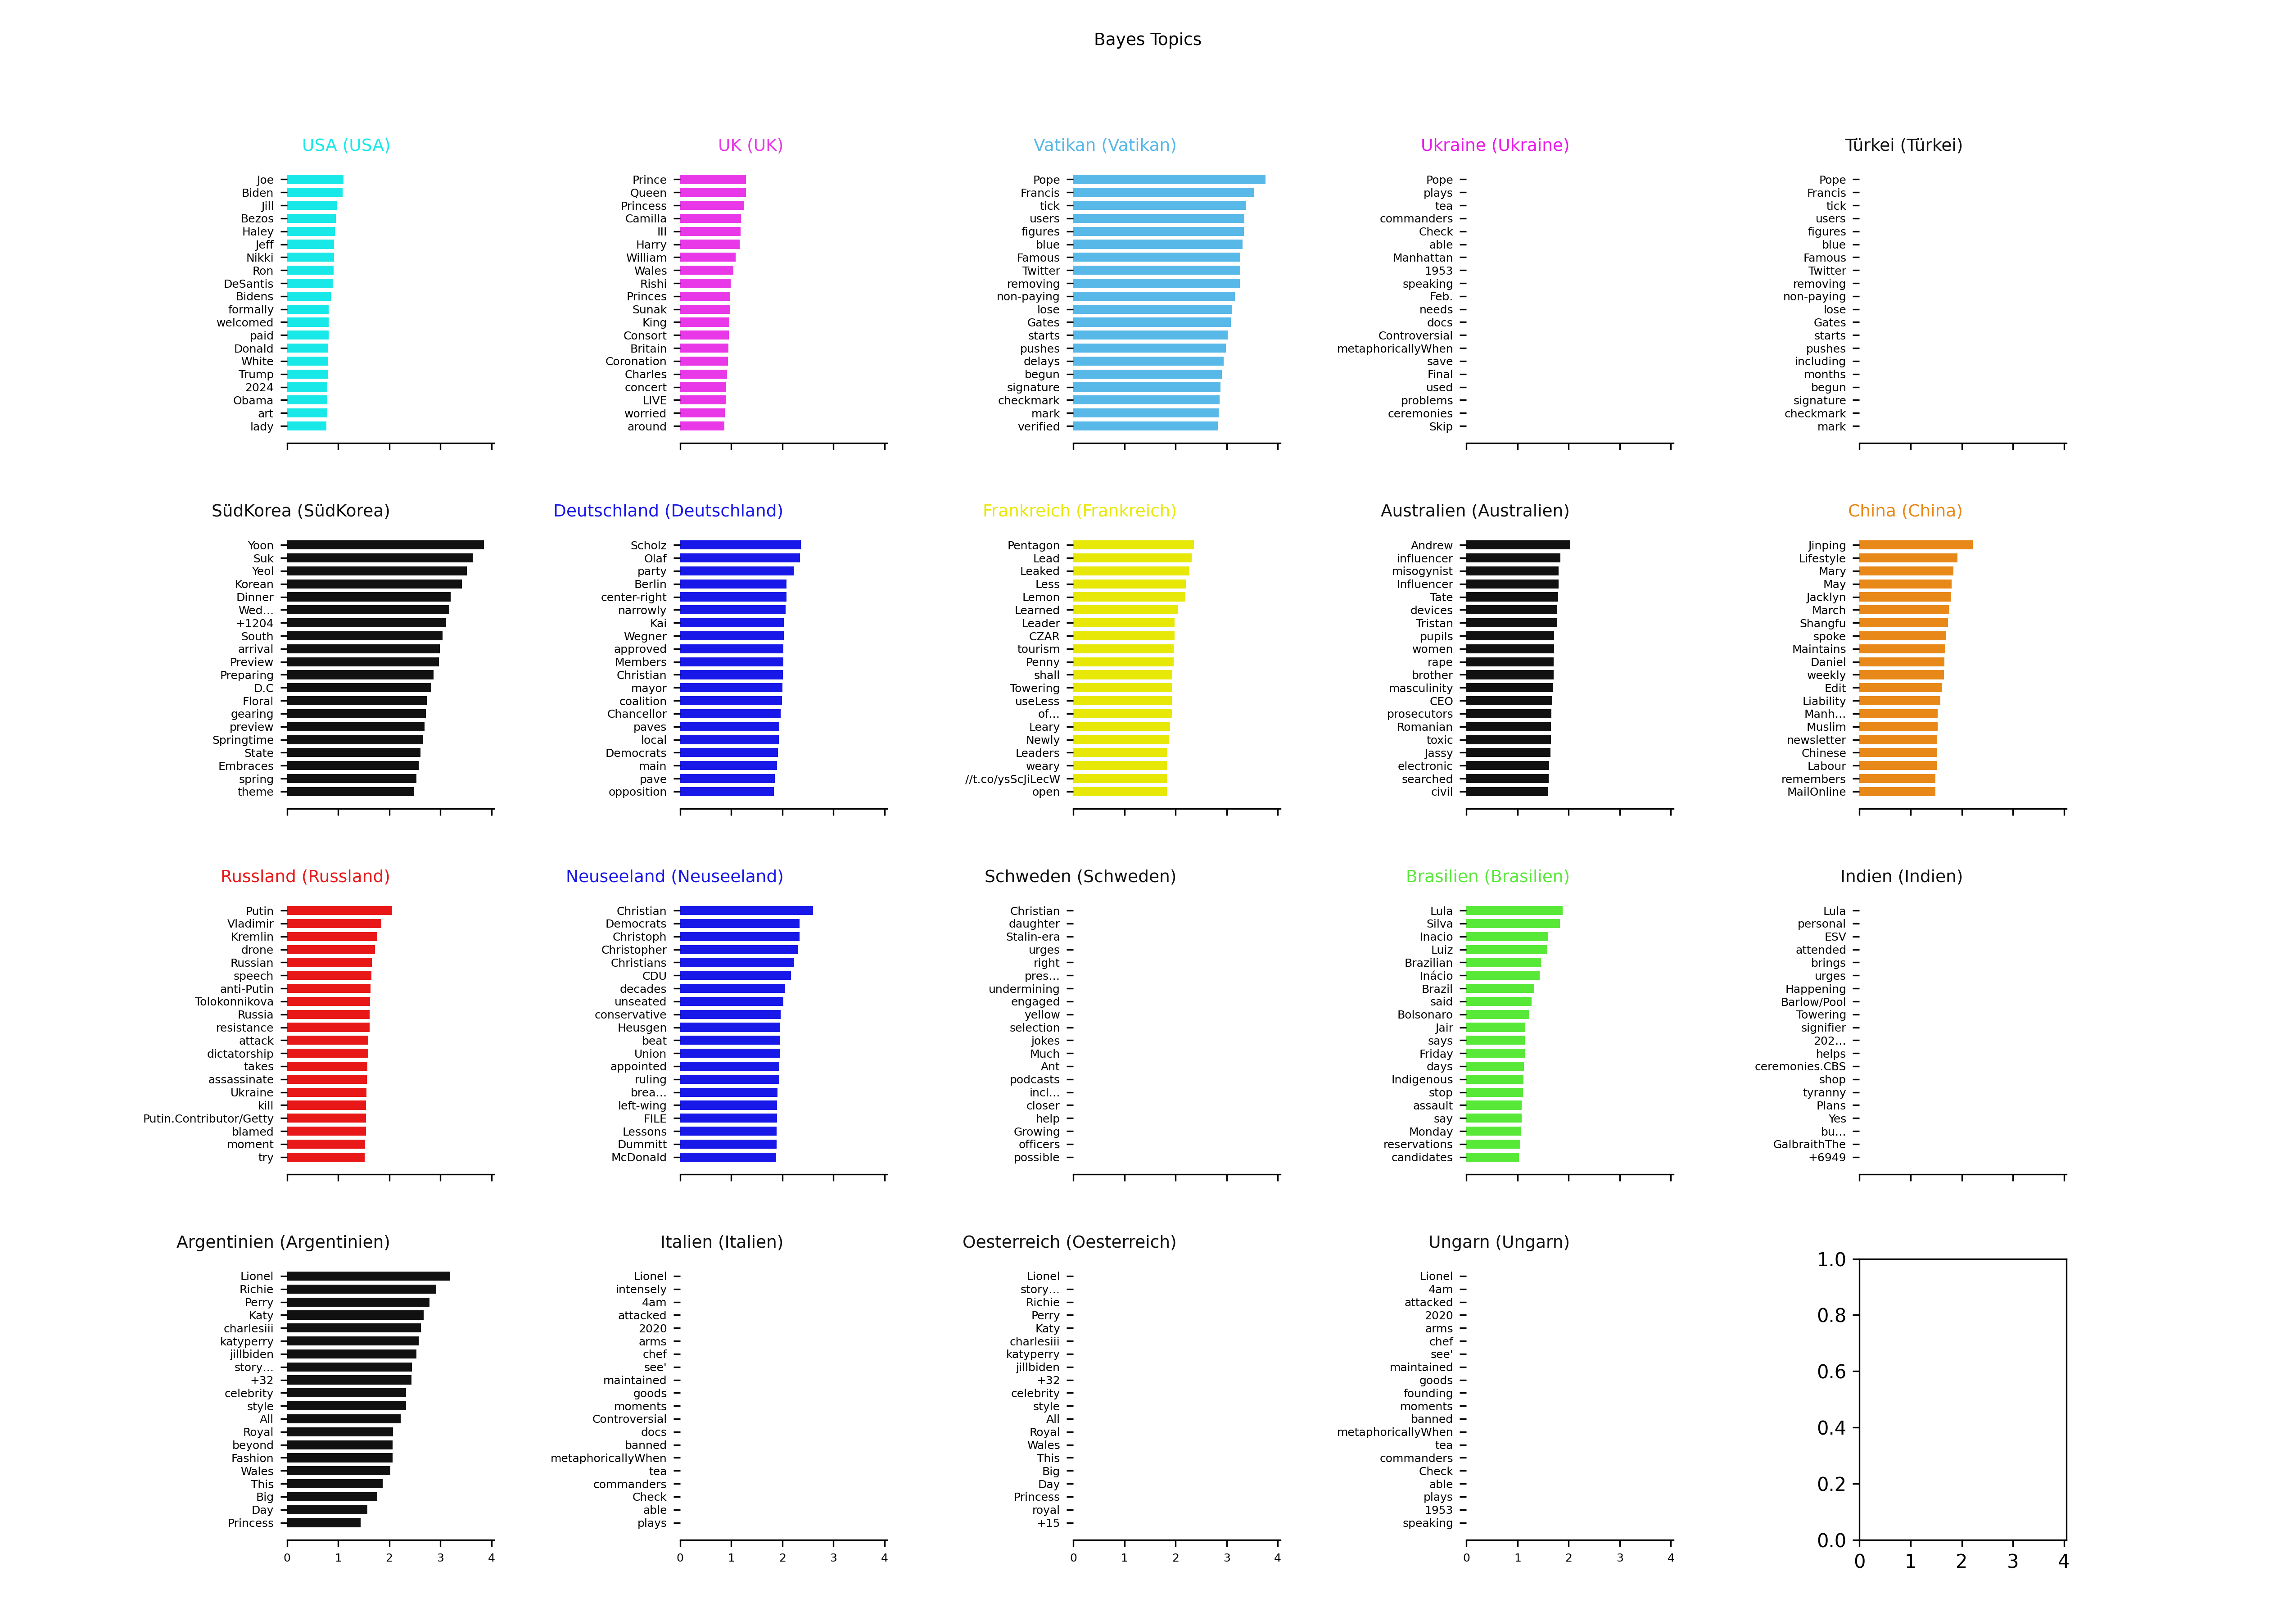 Bayes Topics
USA (USA)
Joe
Biden
Jill
Bezos
Haley
Jeff
Nikki
Ron
DeSantis
Bidens
formally
welcomed
paid
Donald
White
Trump
2024
Obama
art
lady
UK (UK)
Prince
Queen
Princess
Camilla
III
Harry
William
Wales
Rishi
Princes
Sunak
King
Consort
Britain
Coronation
Charles
concert
LIVE
worried
around
Vatikan (Vatikan)
Pope
Francis
tick
users
figures
blue
Famous
Twitter
removing
non-paying
lose
Gates
starts
pushes
delays
begun
signature
checkmark
mark
verified
Ukraine (Ukraine)
Pope
plays
tea
commanders
Check
able
Manhattan
1953
speaking
Feb.
needs
docs
Controversial
metaphoricallyWhen
save
Final
used
problems
ceremonies
Skip
Türkei (Türkei)
Pope
Francis
tick
users
figures
blue
Famous
Twitter
removing
non-paying
lose
Gates
starts
pushes
including
months
begun
signature
checkmark
mark
SüdKorea (SüdKorea)
Yoon
Suk
Yeol
Korean
Dinner
Wed…
+1204
South
arrival
Preview
Preparing
D.C
Floral
gearing
preview
Springtime
State
Embraces
spring
theme
Deutschland (Deutschland)
Scholz
Olaf
party
Berlin
center-right
narrowly
Kai
Wegner
approved
Members
Christian
mayor
coalition
Chancellor
paves
local
Democrats
main
pave
opposition
Frankreich (Frankreich)
Pentagon
Lead
Leaked
Less
Lemon
Learned
Leader
CZAR
tourism
Penny
shall
Towering
useLess
of…
Leary
Newly
Leaders
weary
//t.co/ysScJiLecW
open
Australien (Australien)
Andrew
influencer
misogynist
Influencer
Tate
devices
Tristan
pupils
women
rape
brother
masculinity
CEO
prosecutors
Romanian
toxic
Jassy
electronic
searched
civil
China (China)
Jinping
Lifestyle
Mary
May
Jacklyn
March
Shangfu
spoke
Maintains
Daniel
weekly
Edit
Liability
Manh…
Muslim
newsletter
Chinese
Labour
remembers
MailOnline
Russland (Russland)
Putin
Vladimir
Kremlin
drone
Russian
speech
anti-Putin
Tolokonnikova
Russia
resistance
attack
dictatorship
takes
assassinate
Ukraine
kill
Putin.Contributor/Getty
blamed
moment
try
Neuseeland (Neuseeland)
Christian
Democrats
Christoph
Christopher
Christians
CDU
decades
unseated
conservative
Heusgen
beat
Union
appointed
ruling
brea…
left-wing
FILE
Lessons
Dummitt
McDonald
Schweden (Schweden)
Christian
daughter
Stalin-era
urges
right
pres…
undermining
engaged
yellow
selection
jokes
Much
Ant
podcasts
incl…
closer
help
Growing
officers
possible
Brasilien (Brasilien)
Lula
Silva
Inacio
Luiz
Brazilian
Inácio
Brazil
said
Bolsonaro
Jair
says
Friday
days
Indigenous
stop
assault
say
Monday
reservations
candidates
Indien (Indien)
Lula
personal
ESV
attended
brings
urges
Happening
Barlow/Pool
Towering
signifier
202…
helps
ceremonies.CBS
shop
tyranny
Plans
Yes
bu…
GalbraithThe
+6949
Argentinien (Argentinien)
Lionel
Richie
Perry
Katy
charlesiii
katyperry
jillbiden
story…
+32
celebrity
style
All
Royal
beyond
Fashion
Wales
This
Big
Day
Princess
0 1 2 3 4
Italien (Italien)
Lionel
intensely
4am
attacked
2020
arms
chef
see'
maintained
goods
moments
Controversial
docs
banned
metaphoricallyWhen
tea
commanders
Check
able
plays
0 1 2 3 4
Oesterreich (Oesterreich)
Lionel
story…
Richie
Perry
Katy
charlesiii
katyperry
jillbiden
+32
celebrity
style
All
Royal
Wales
This
Big
Day
Princess
royal
+15
0 1 2 3 4
Ungarn (Ungarn)
Lionel
4am
attacked
2020
arms
chef
see'
maintained
goods
founding
moments
banned
metaphoricallyWhen
tea
commanders
Check
able
plays
1953
speaking
0 1 2 3 4
1.0
0.8
0.6
0.4
0.2
0.0
0 1 2 3 4